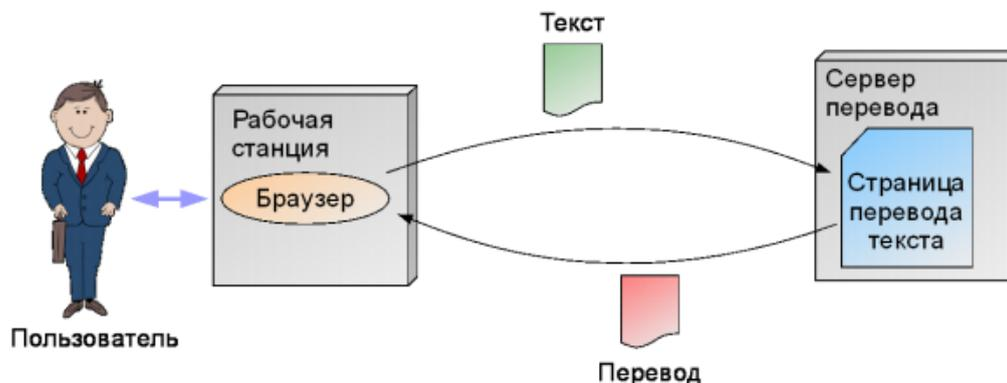 Текст
Сервер
перевода
Рабочая
станция
Браузер
Страница
перевода
текста
Пользователь
Перевод